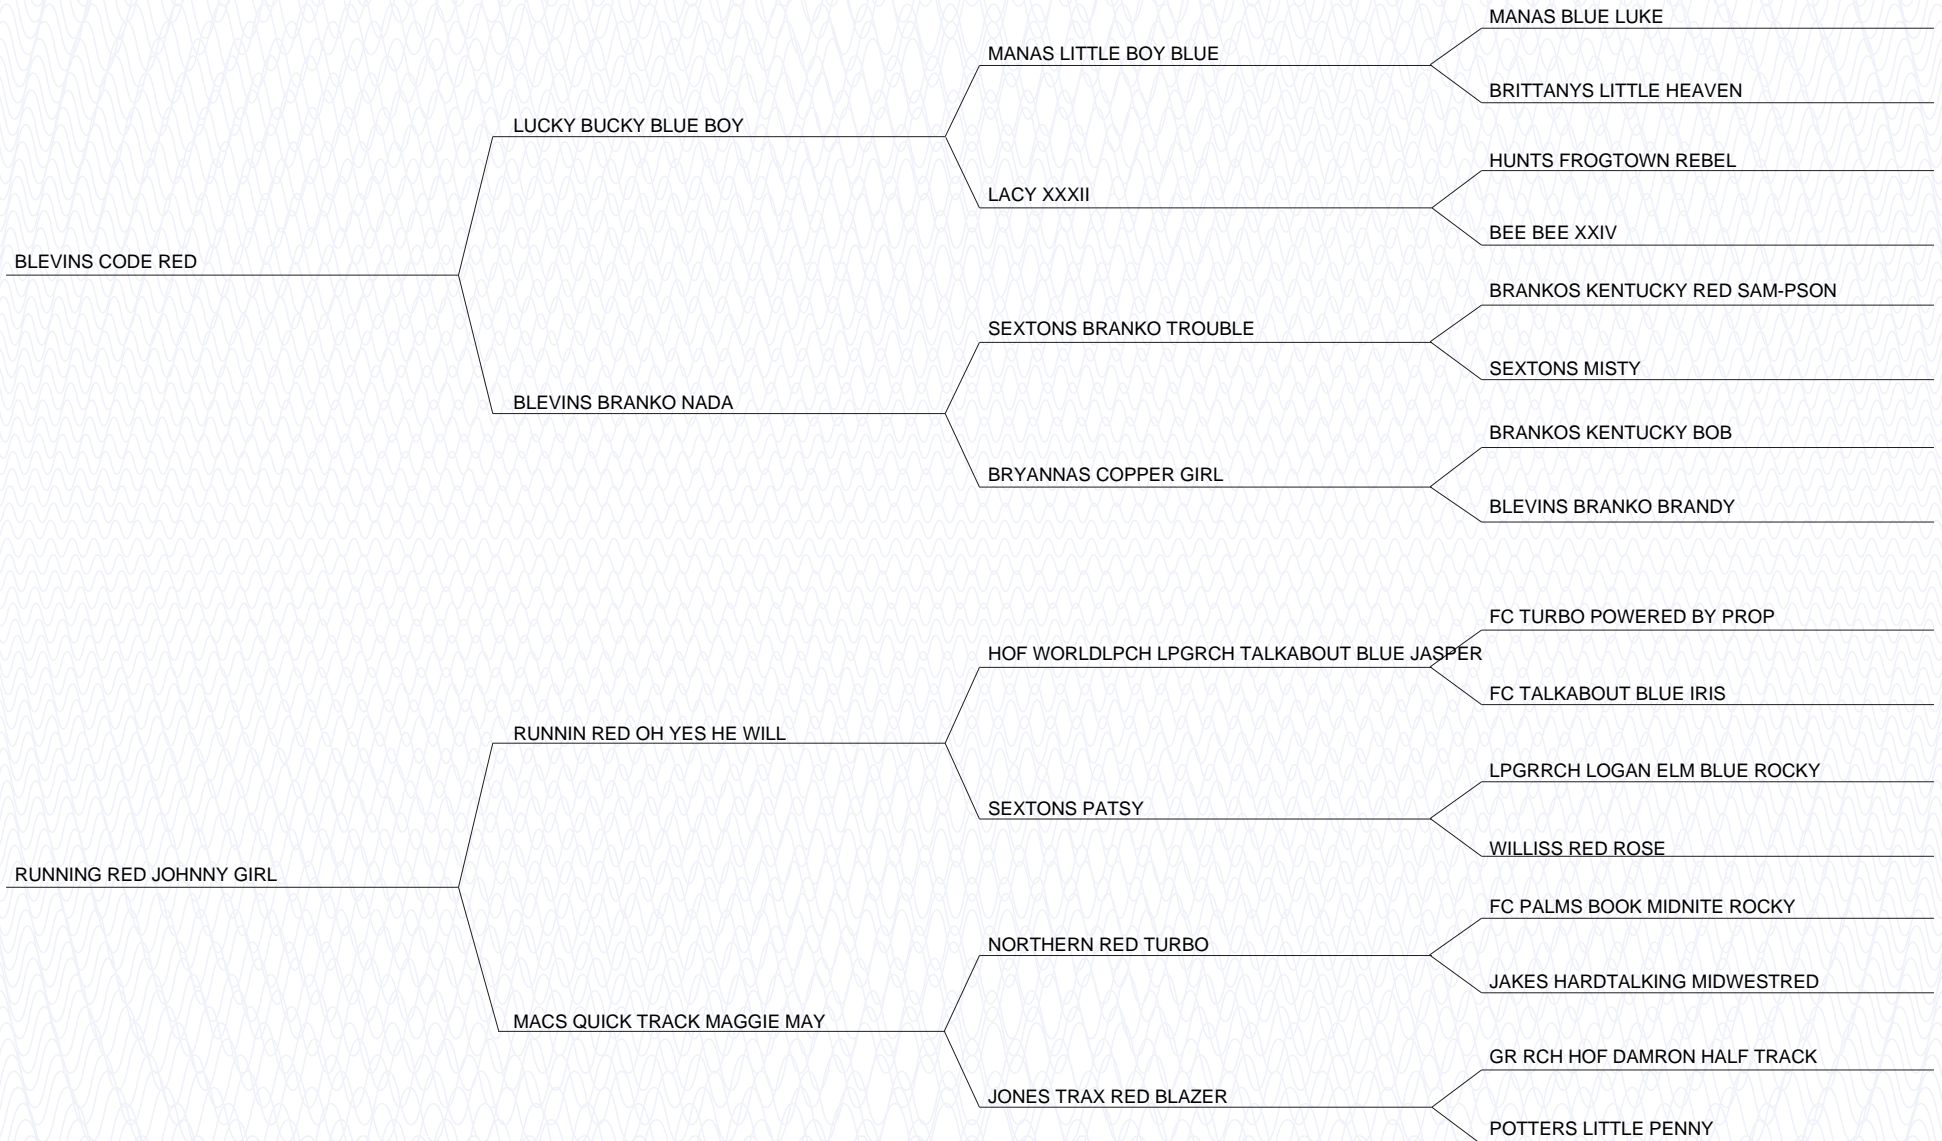 BLEVINS CODE RED
LUCKY BUCKY BLUE BOY
MANAS LITTLE BOY BLUE
MANAS BLUE LUKE
BRITTANYS LITTLE HEAVEN
LACY XXXII
HUNTS FROGTOWN REBEL
BEE BEE XXIV
BLEVINS BRANKO NADA
SEXTONS BRANKO TROUBLE
BRANKOS KENTUCKY RED SAM-PSON
SEXTONS MISTY
BRYANNAS COPPER GIRL
BRANKOS KENTUCKY BOB
BLEVINS BRANKO BRANDY
RUNNING RED JOHNNY GIRL
RUNNIN RED OH YES HE WILL
HOF WORLDLPCH LPGRCH TALKABOUT BLUE JASPER
FC TURBO POWERED BY PROP
FC TALKABOUT BLUE IRIS
SEXTONS PATSY
LPGRRCH LOGAN ELM BLUE ROCKY
WILLISS RED ROSE
MACS QUICK TRACK MAGGIE MAY
NORTHERN RED TURBO
FC PALMS BOOK MIDNITE ROCKY
JAKES HARDTALKING MIDWESTRED
JONES TRAX RED BLAZER
GR RCH HOF DAMRON HALF TRACK
POTTERS LITTLE PENNY